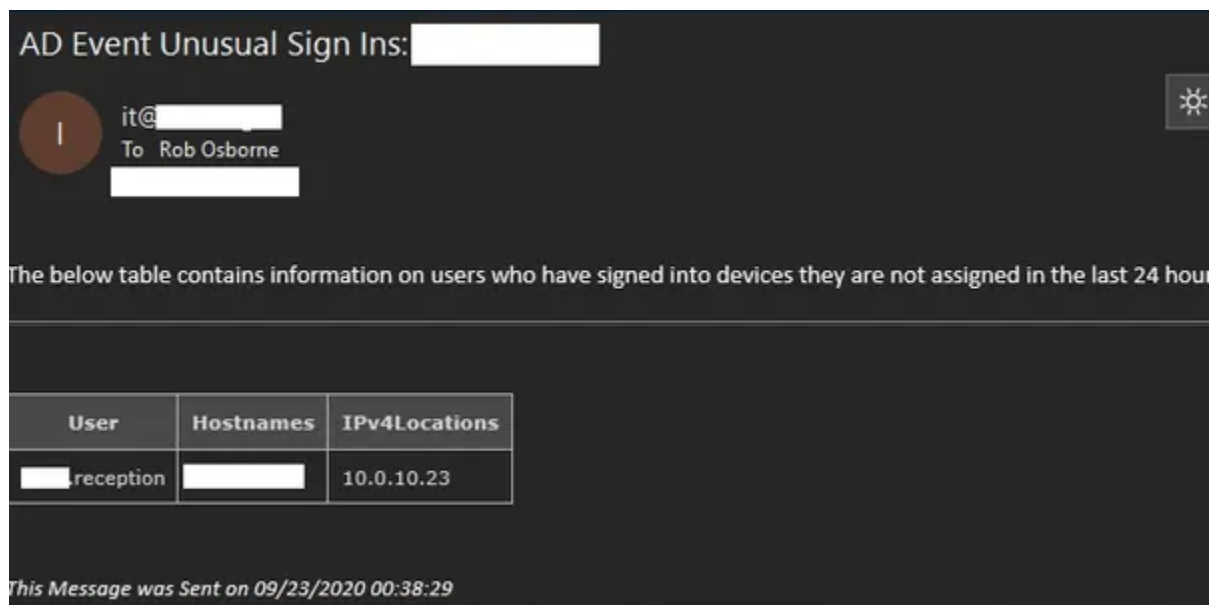 AD Event Unusual Sign Ins:
I
it@
To Rob Osborne
The below table contains information on users who have signed into devices they are not assigned in the last 24 hour
User Hostnames IPv4Locations
.reception 10.0.10.23
This Message was Sent on 09/23/2020 00:38:29